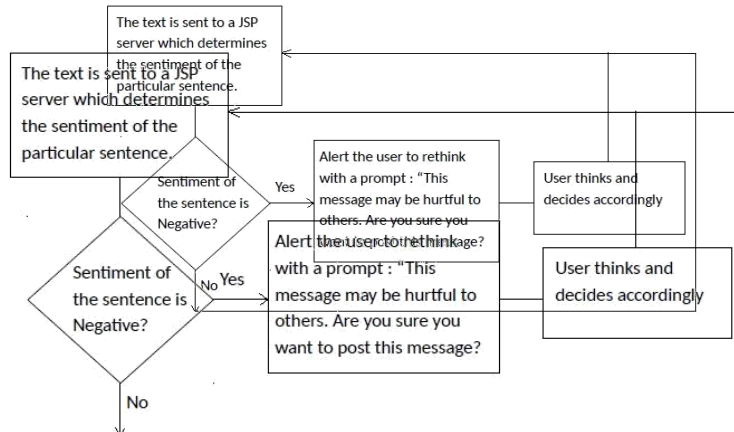 The text is sent to a JSP
server which determines
the sentiment of the
particular sentence.
The text is sent to a JSP
server which determines
the sentiment of the
particular sentence.
Sentiment of
the sentence is
Negative?
Yes
Alert the user to rethink
with a prompt : “This
message may be hurtful to
others. Are you sure you
want to post this message?
User thinks and
decides accordingly
No
Sentiment of
the sentence is
Negative?
Yes
Alert the user to rethink
with a prompt : “This
message may be hurtful to
others. Are you sure you
want to post this message?
User thinks and
decides accordingly
No